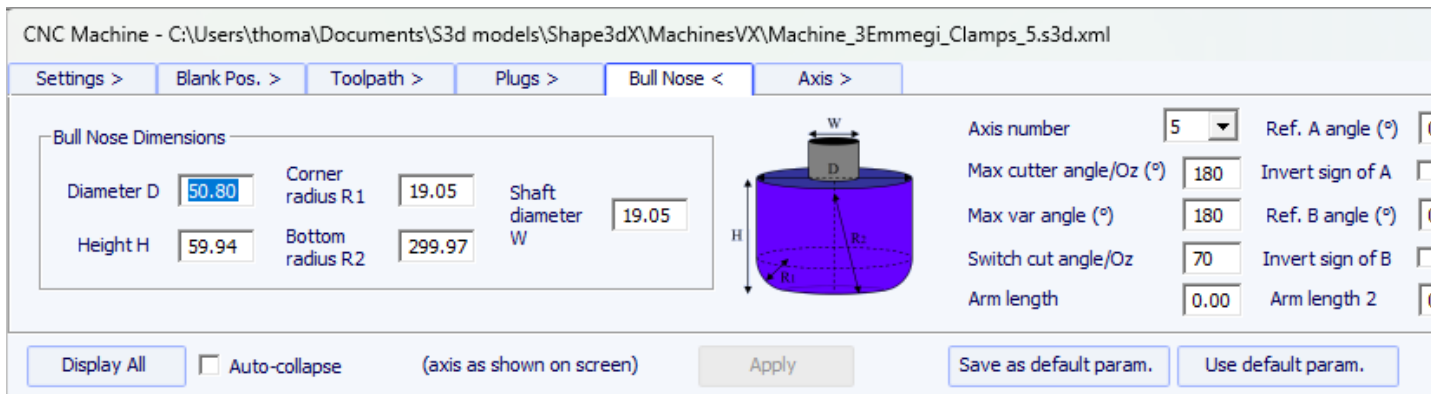 CNC Machine - C:\Users\thoma\Documents\S3d models\Shape3dX\MachinesVX\Machine_3Emmegi_Clamps_5.s3d.xml
Settings >
Blank Pos. >
Toolpath >
Plugs >
Bull Nose <
Axis >
Bull Nose Dimensions
Diameter D 50.80
Corner
radius R1 19.05
Height H 59.94
Bottom
radius R2 299.97
Shaft
diameter
W 19.05
W
D
H
R2
R1
Axis number 5 Ref. A angle (°)
Max cutter angle/Oz (°) 180 Invert sign of A
Max var angle (°) 180 Ref. B angle (°)
Switch cut angle/Oz 70 Invert sign of B
Arm length 0.00 Arm length 2
Display All
Auto-collapse
(axis as shown on screen)
Apply
Save as default param.
Use default param.